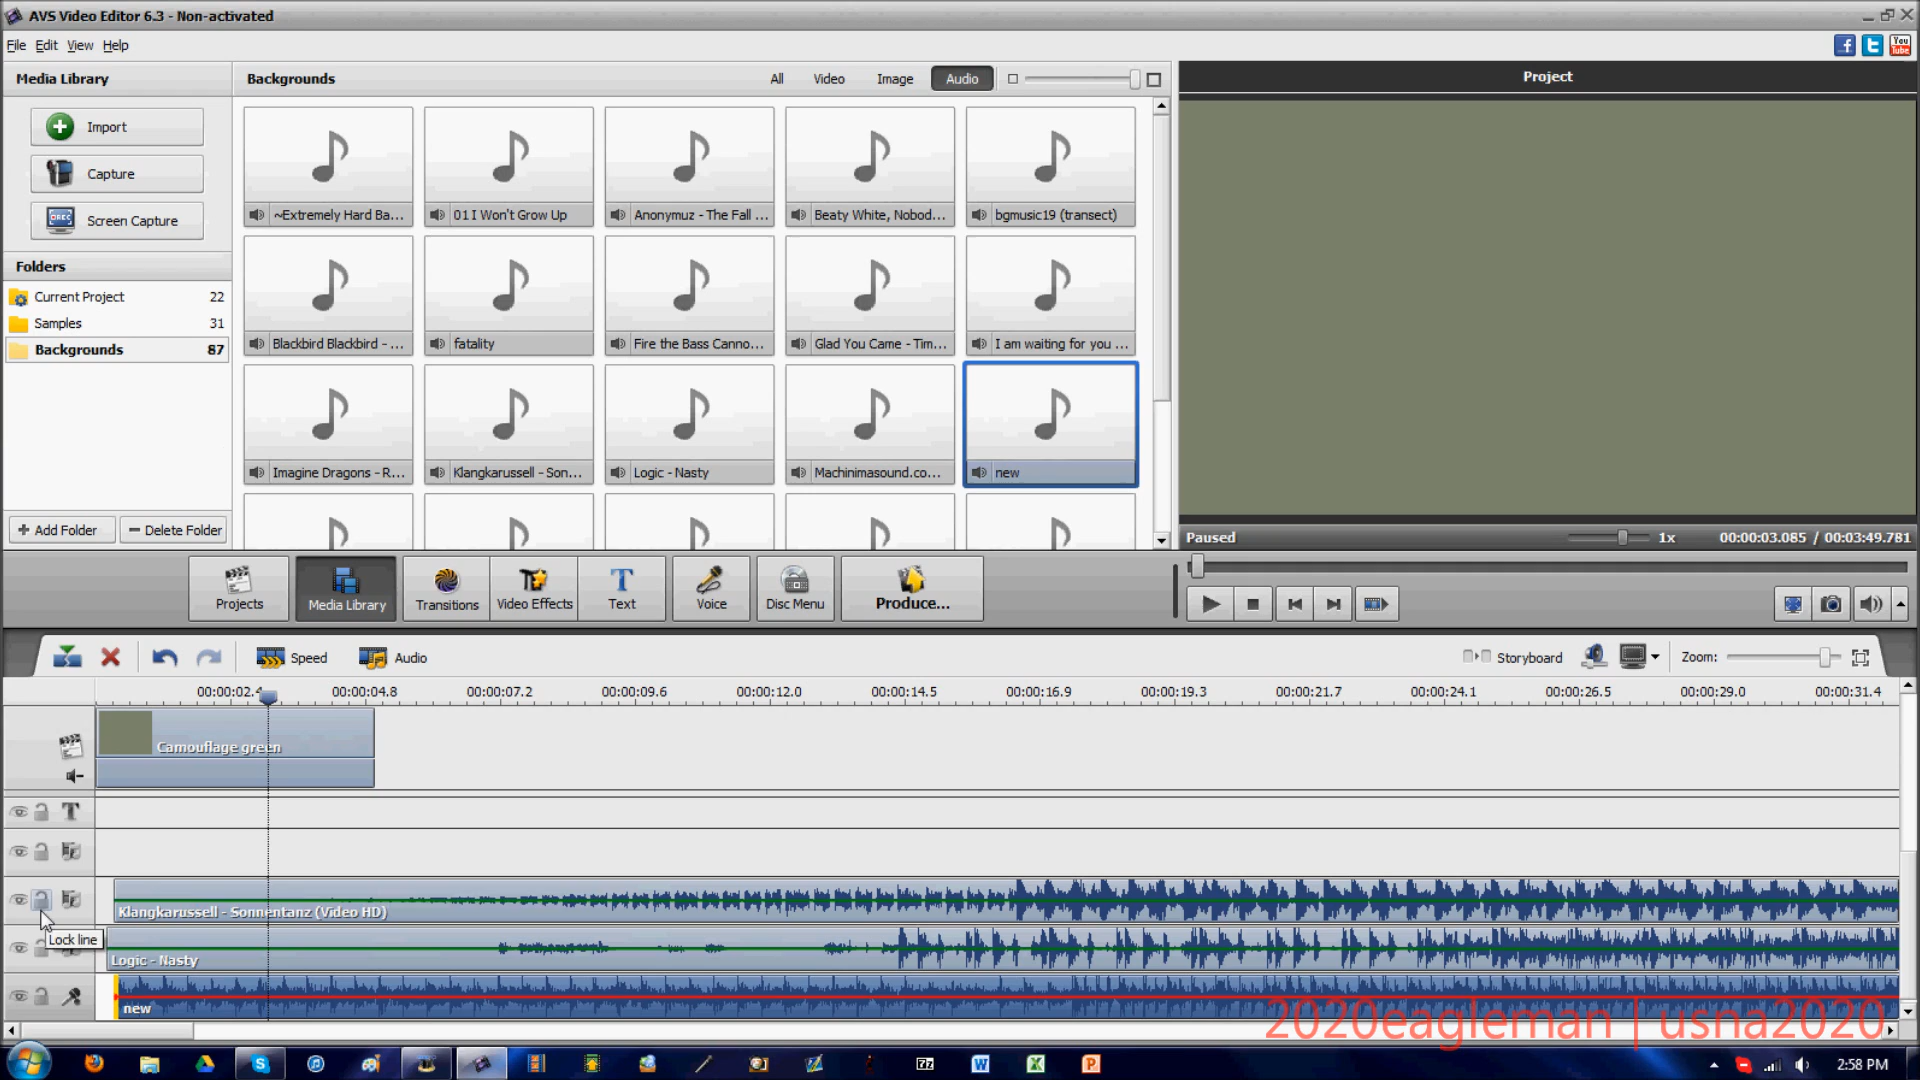 AVS Video Editor 6.3 - Non-activated
File Edit View Help
Media Library
Backgrounds
All Video Image Audio
Project
Import
Capture
Screen Capture
Folders
Current Project 22
Samples 31
Backgrounds 87
Add Folder
Delete Folder
~Extremely Hard Ba...
01 I Won't Grow Up
Anonymuz - The Fall ...
Beaty White, Nobod...
bgmusic19 (transect)
Blackbird Blackbird - ...
fatality
Fire the Bass Canno...
Glad You Came - Tim...
I am waiting for you ...
Imagine Dragons - R...
Klangkarussell - Son...
Logic - Nasty
Machinimasound.co...
new
Paused
1x
00:00:03.085 / 00:03:49.781
Projects
Media Library
Transitions
Video Effects
Text
Voice
Disc Menu
Produce...
Speed
Audio
Storyboard
Zoom:
00:00:02.4 00:00:04.8 00:00:07.2 00:00:09.6 00:00:12.0 00:00:14.5 00:00:16.9 00:00:19.3 00:00:21.7 00:00:24.1 00:00:26.5 00:00:29.0 00:00:31.4
Camouflage green
T
Klangkarussell - Sonnentanz (Video HD)
Lock line
Logic - Nasty
new
2020eagleman | usna2020
2:58 PM